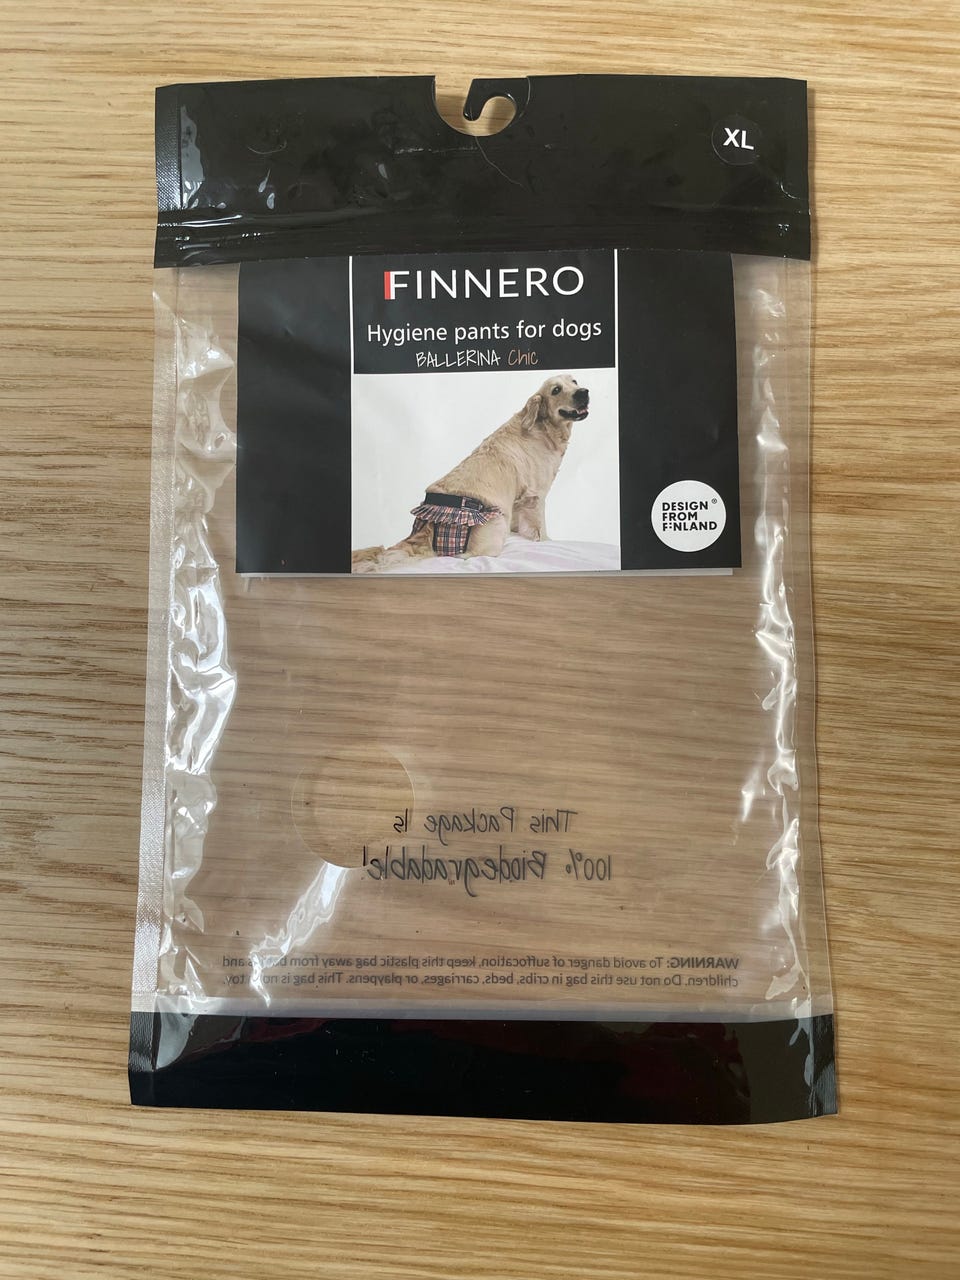 XL
FINNERO
Hygiene pants for dogs
BALLERINA Chic
DESIGN ®
FROM
FINLAND
This Package Is
100% Biodegradable!
WARNING: To avoid danger of suffocation, keep this plastic bag away from babies and
children. Do not use this bag in cribs, beds, carriages, or playpens. This bag is not a toy.